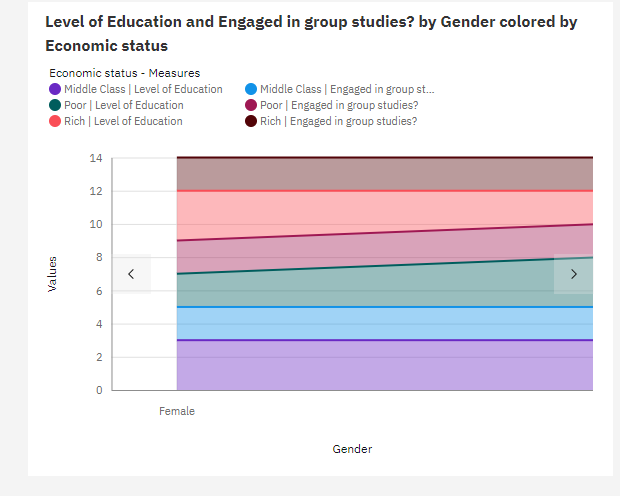 Level of Education and Engaged in group studies? by Gender colored by
Economic status
Economic status - Measures
Middle Class | Level of Education
Middle Class | Engaged in group st...
Poor | Level of Education
Poor | Engaged in group studies?
Rich | Level of Education
Rich | Engaged in group studies?
14
12
10
8
6
4
2
0
Values
Female
Gender